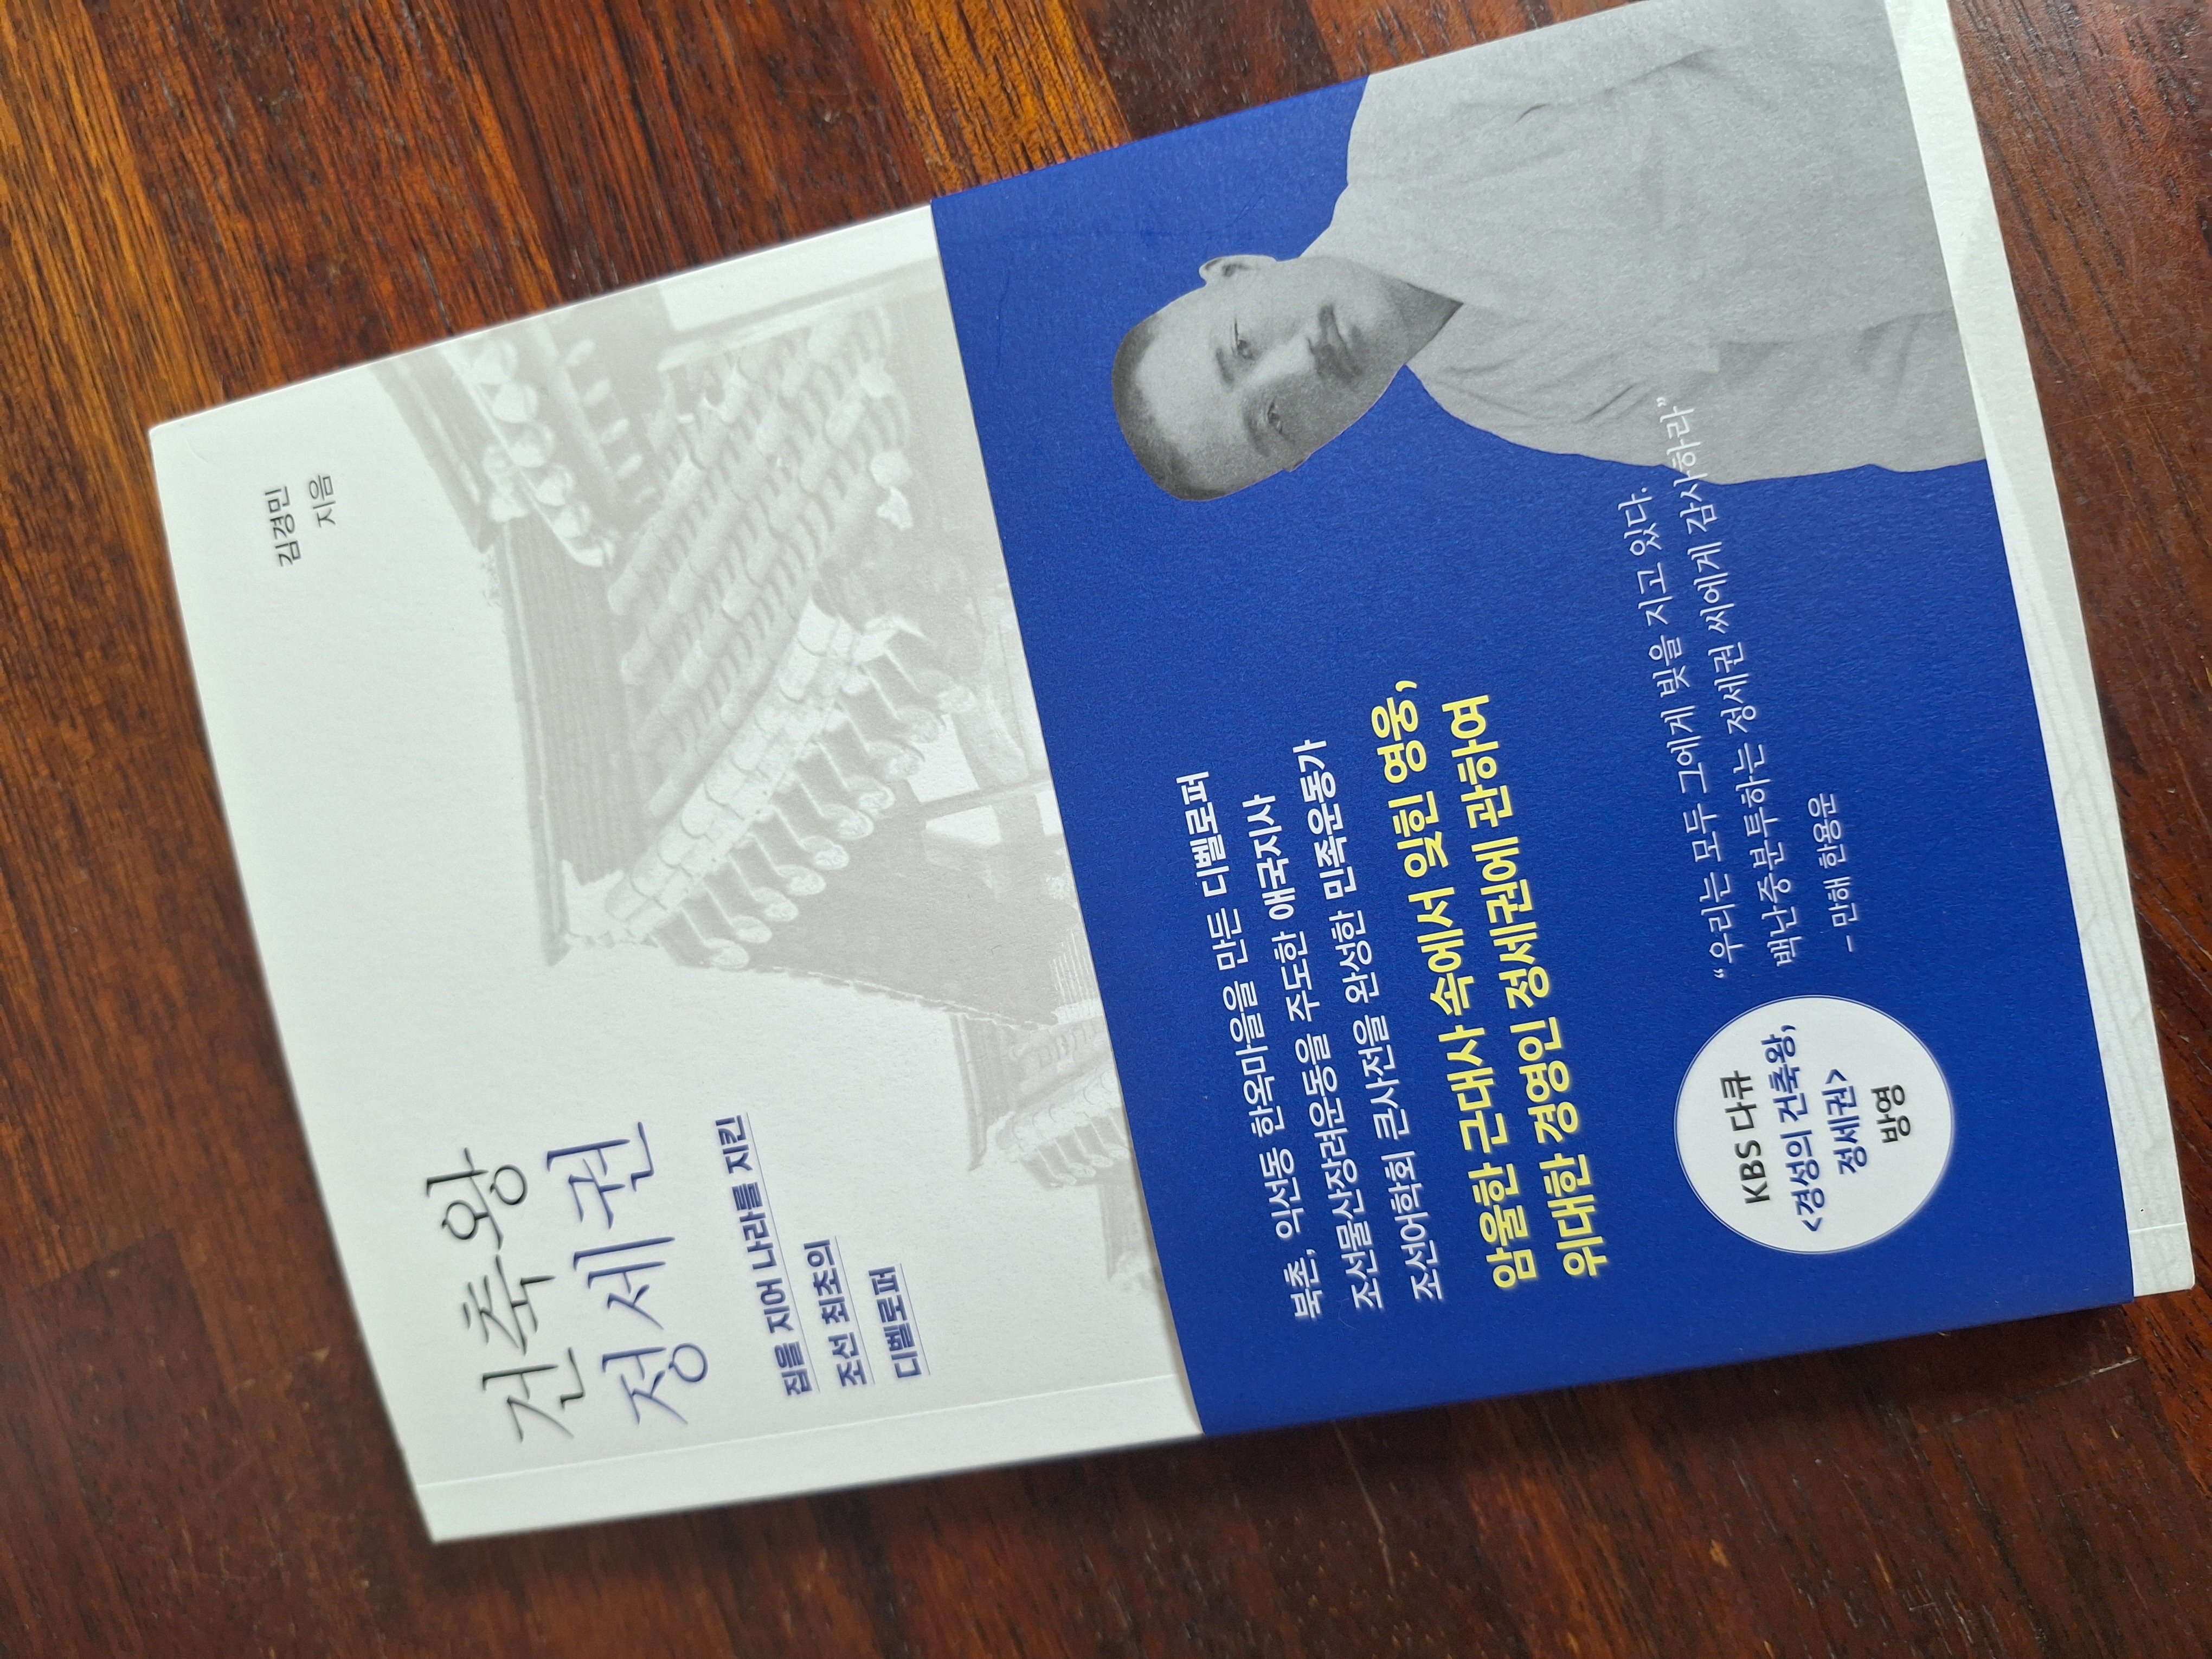 김경민
지음
건축왕
정세권
집을 지어 나라를 지킨
조선 최초의
디벨로퍼
북촌, 익선동 한옥마을을 만든 디벨로퍼
조선물산장려운동을 주도한 애국지사
조선어학회 큰사전을 완성한 민족운동가
암울한 근대사 속에서 잊힌 영웅,
위대한 경영인 정세권에 관하여
“우리는 모두 그에게 빚을 지고 있다.
백난중분투하는 정세권 씨에게 감사하라”
– 만해 한용운
KBS 다큐
<경성의 건축왕,
정세권>
방영